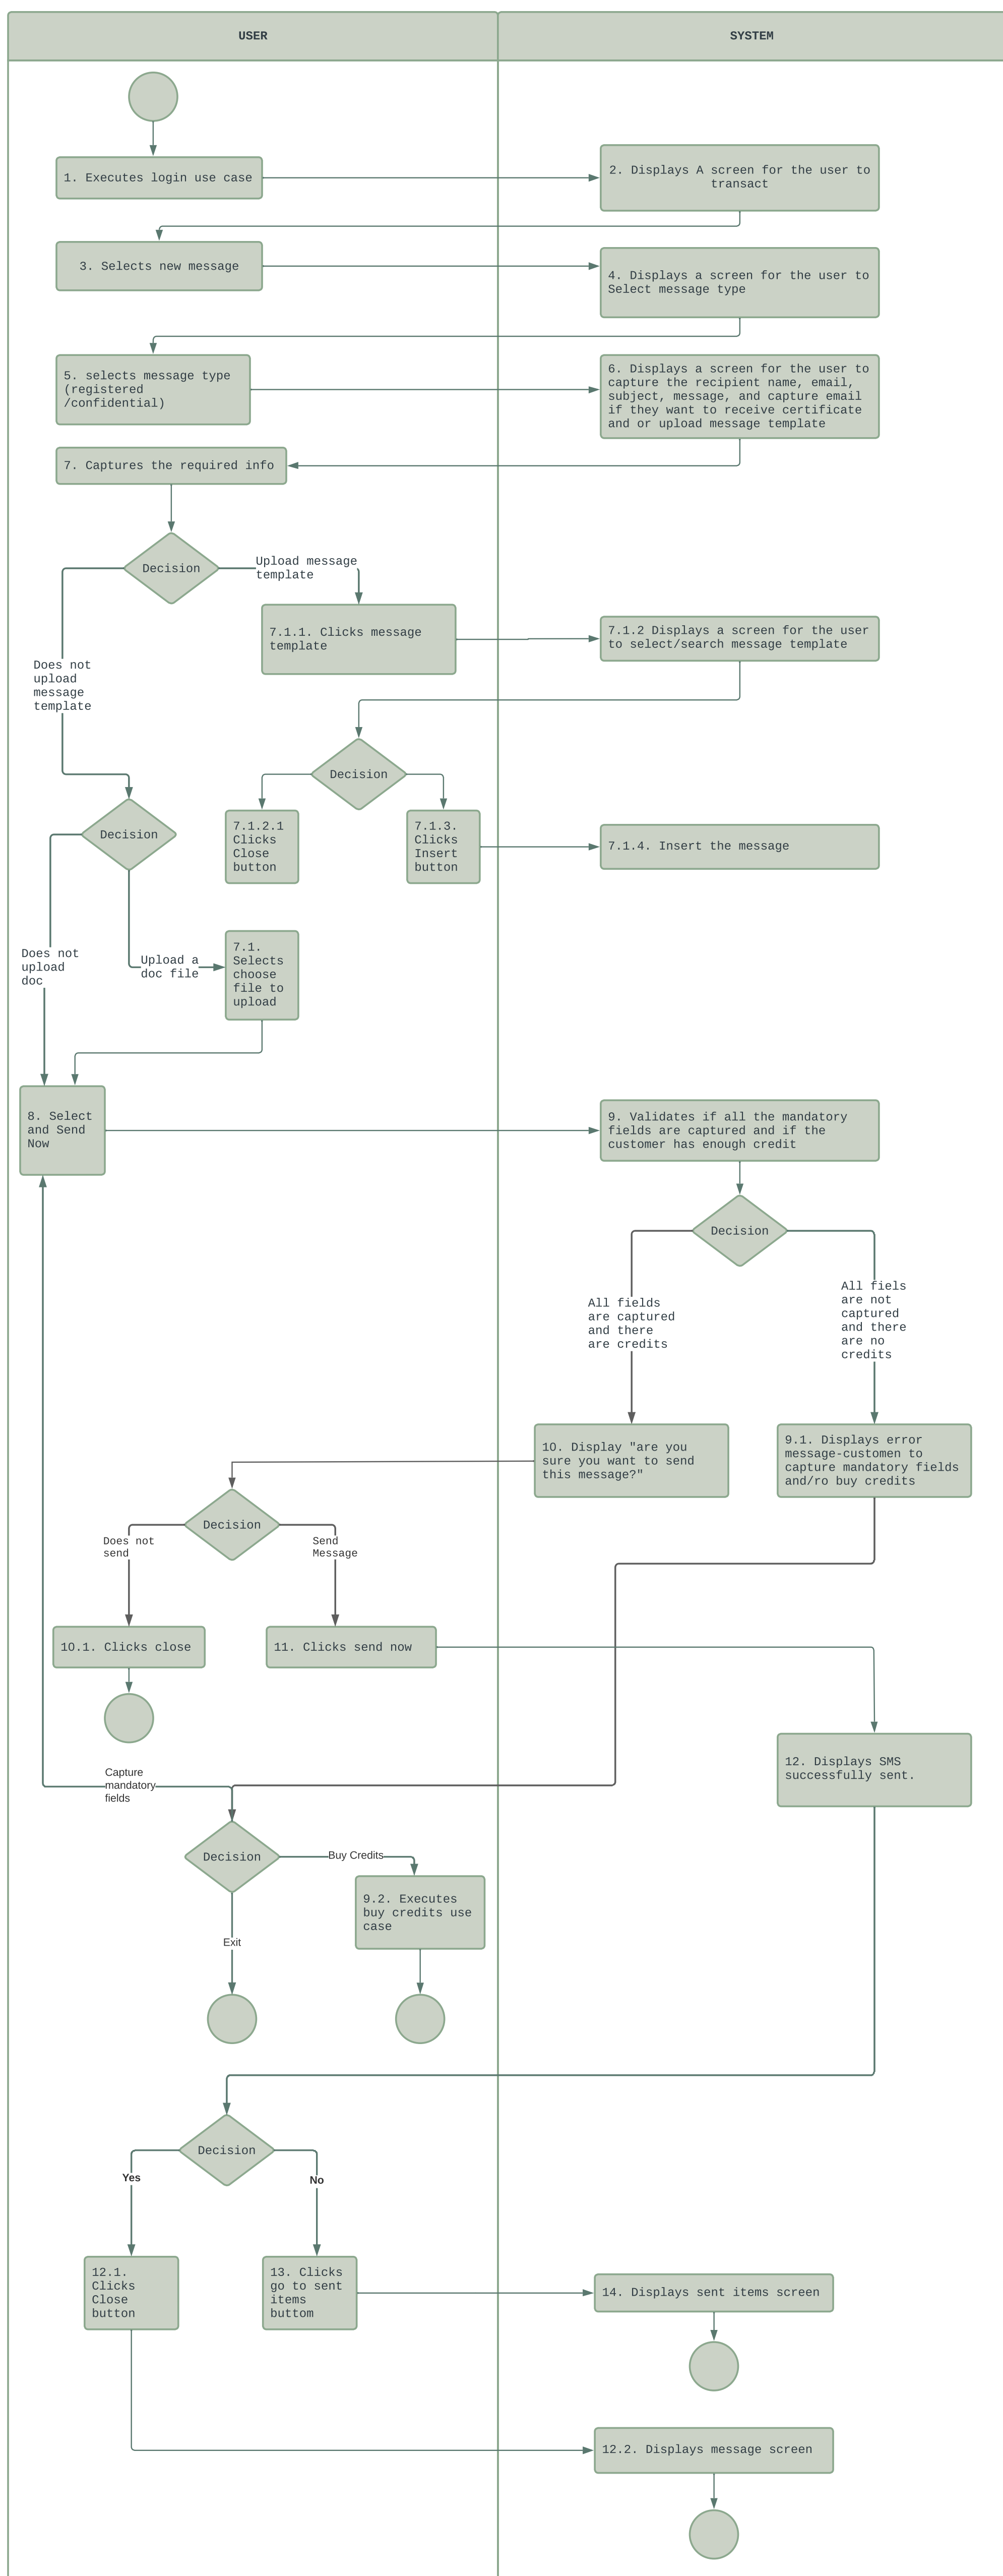 USER
SYSTEM
1. Executes login use case
2. Displays A screen for the user to
transact
3. Selects new message
4. Displays a screen for the user to
Select message type
5. selects message type
(registered
/confidential)
6. Displays a screen for the user to
capture the recipient name, email,
subject, message, and capture email
if they want to receive certificate
and or upload message template
7. Captures the required info
Decision
Upload message
template
7.1.1. Clicks message
template
7.1.2 Displays a screen for the user
to select/search message template
Does not
upload
message
template
Decision
Decision
7.1.2.1
Clicks
Close
button
7.1.3.
Clicks
Insert
button
7.1.4. Insert the message
Does not
upload
doc
Upload a
doc file
7.1.
Selects
choose
file to
upload
8. Select
and Send
Now
9. Validates if all the mandatory
fields are captured and if the
customer has enough credit
Decision
All fields
are captured
and there
are credits
All fiels
are not
captured
and there
are no
credits
10. Display "are you
sure you want to send
this message?"
9.1. Displays error
message-customen to
capture mandatory fields
and/ro buy credits
Decision
Does not
send
Send
Message
10.1. Clicks close
11. Clicks send now
12. Displays SMS
successfully sent.
Capture
mandatory
fields
Decision
Buy Credits
9.2. Executes
buy credits use
case
Exit
Decision
Yes
No
12.1.
Clicks
Close
button
13. Clicks
go to sent
items
buttom
14. Displays sent items screen
12.2. Displays message screen